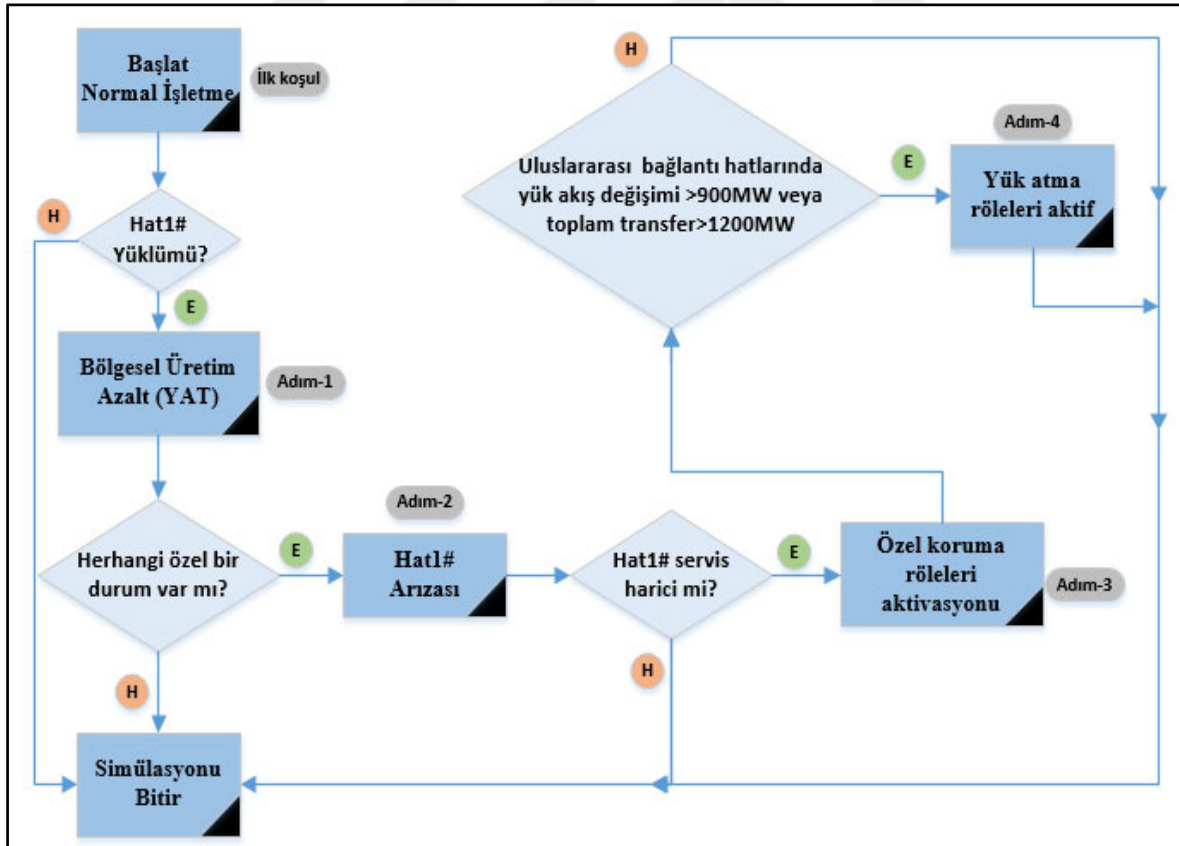 Başlat
Normal İşletme
İlk koşul
Hat1#
Yüklümü?
H
E
Bölgesel Üretim
Azalt (YAT)
Adım-1
Herhangi özel bir
durum var mı?
E
H
Adım-2
Hat1#
Arızası
Hat1# servis
harici mi?
E
H
Özel koruma
röleleri
aktivasyonu
Adım-3
Uluslararası bağlantı hatlarında
yük akış değişimi >900MW veya
toplam transfer>1200MW
H
E
Adım-4
Yük atma
röleleri aktif
Simülasyonu
Bitir